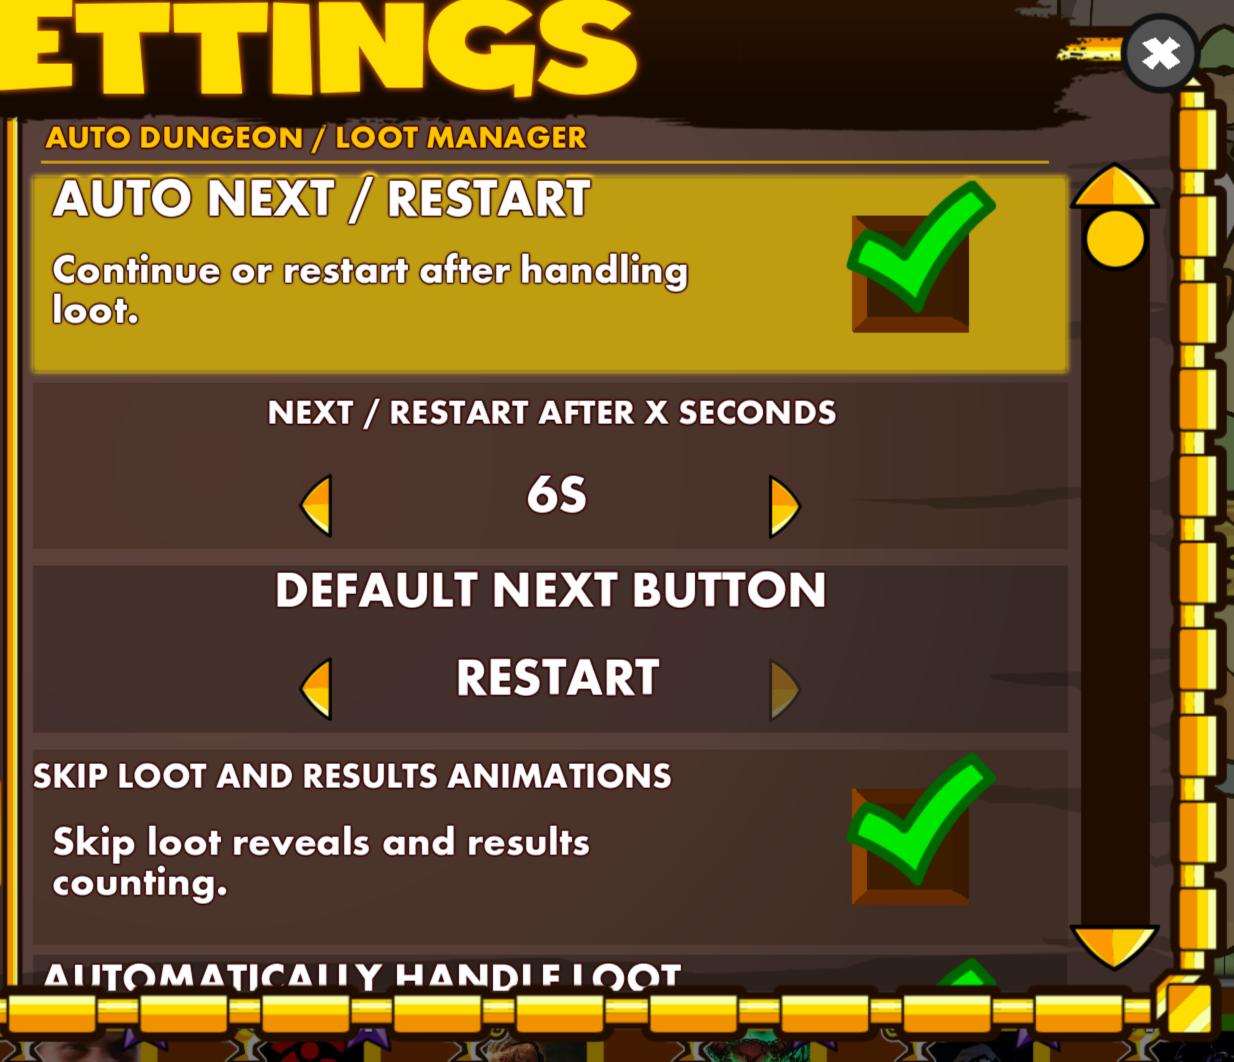 ETTINGS
AUTO DUNGEON / LOOT MANAGER
AUTO NEXT / RESTART
Continue or restart after handling
loot.
NEXT / RESTART AFTER X SECONDS
6S
DEFAULT NEXT BUTTON
RESTART
SKIP LOOT AND RESULTS ANIMATIONS
Skip loot reveals and results
counting.
AUTOMATICALLY HANDLE LOOT